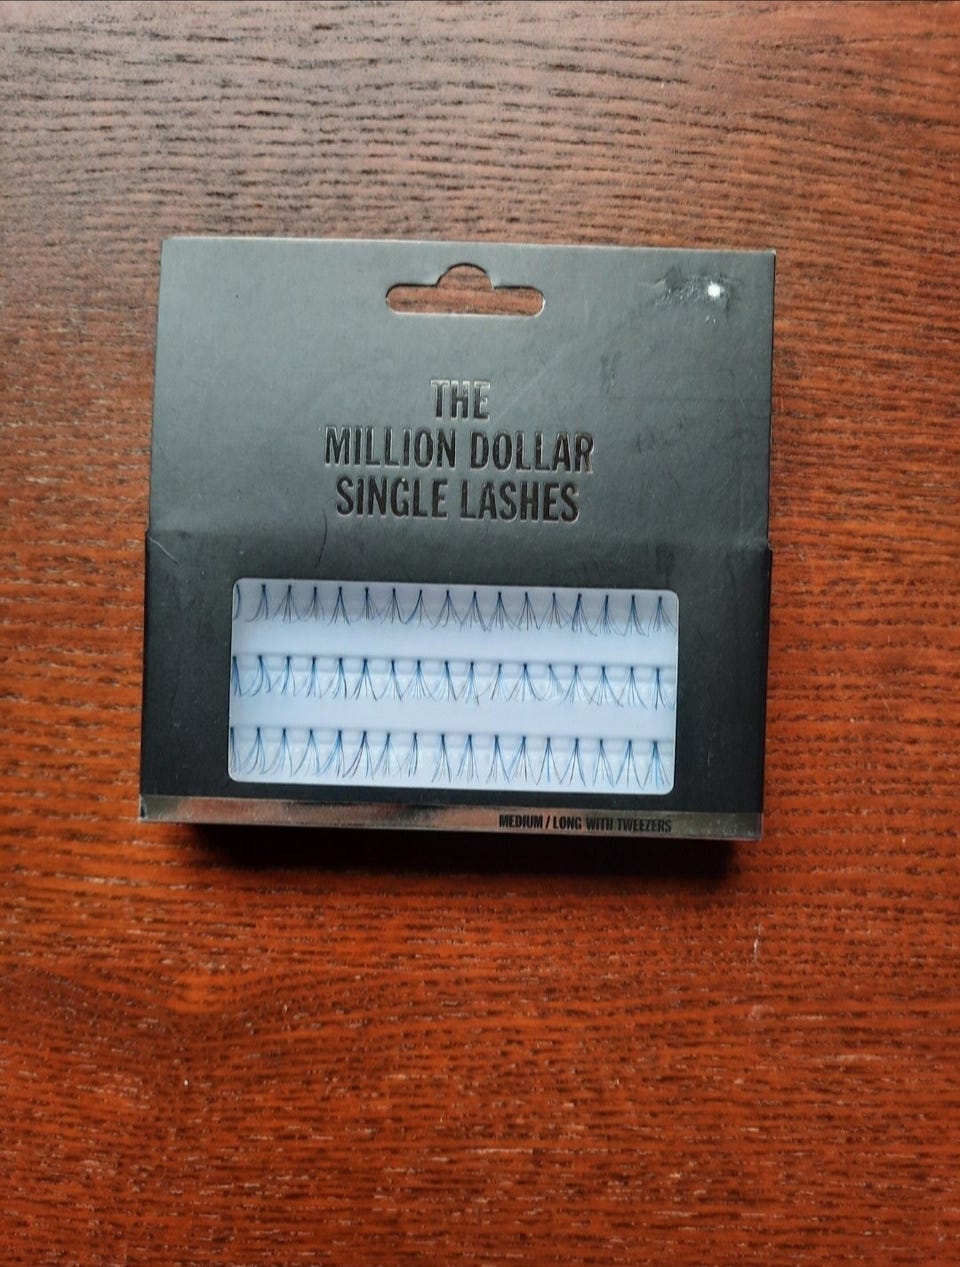 THE
MILLION DOLLAR
SINGLE LASHES
MEDIUM / LONG WITH TWEEZERS